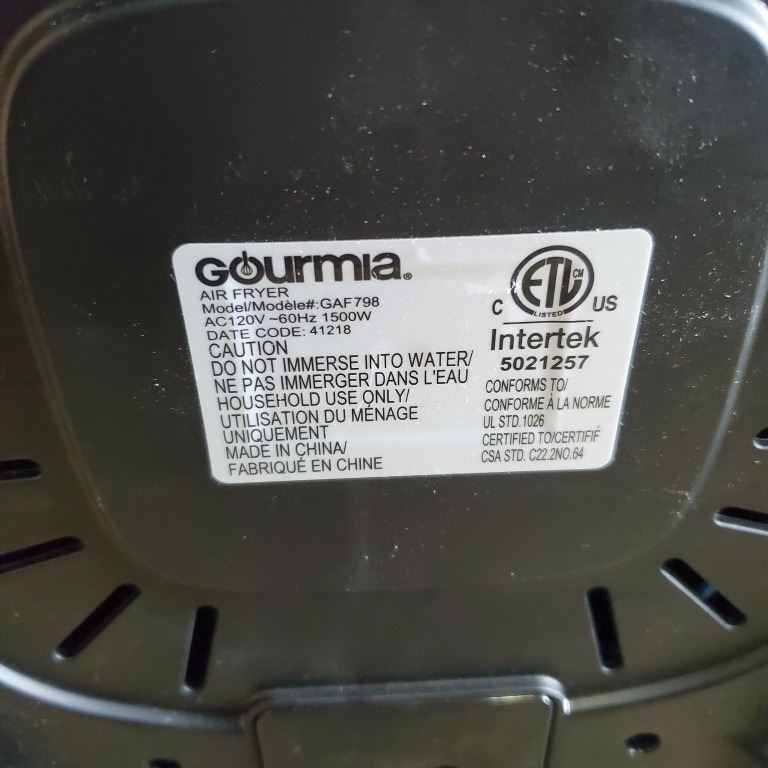 Gourmia®
AIR FRYER
Model/Modèle#:GAF798
AC120V ~60Hz 1500W
DATE CODE: 41218
CAUTION
DO NOT IMMERSE INTO WATER/
NE PAS IMMERGER DANS L'EAU
HOUSEHOLD USE ONLY/
UTILISATION DU MÉNAGE
UNIQUEMENT
MADE IN CHINA/
FABRIQUÉ EN CHINE
ETL CM
LISTED
C US
Intertek
5021257
CONFORMS TO/
CONFORME À LA NORME
UL STD.1026
CERTIFIED TO/CERTIFIÉ
CSA STD. C22.2NO.64